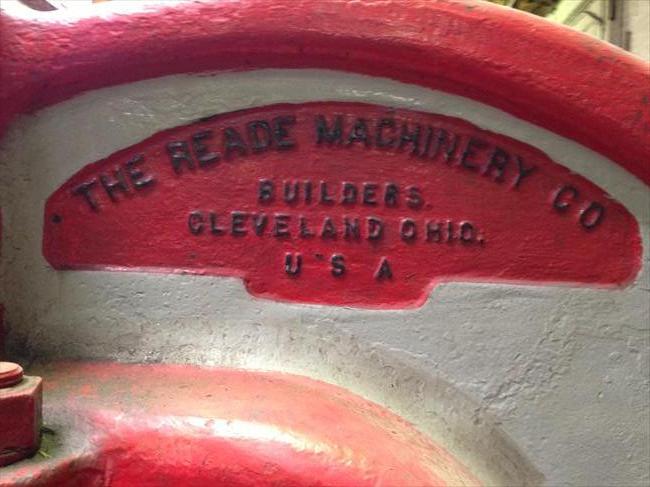 THE READE MACHINERY CO
BUILDERS.
CLEVELAND OHIO.
U S A